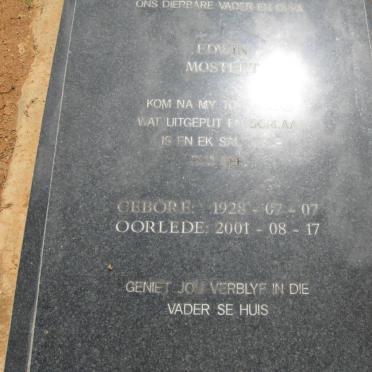 ONS DIERBARE VADER EN OUPA
EDWIN
MOSTERT
KOM NA MY
WAT UITGEPUT EN
IS EN EK SAL
GEBORE: 1928 - 07 - 07
OORLEDE: 2001 - 08 - 17
GENIET JOU VERBLYF IN DIE
VADER SE HUIS